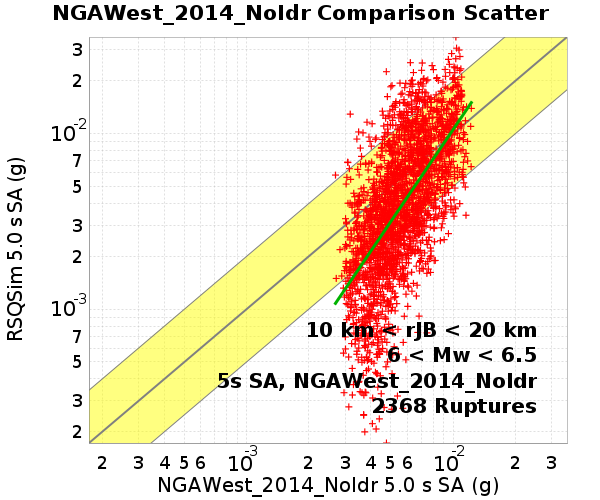 NGAWest_2014_NoIdr Comparison Scatter
RSQSim 5.0 s SA (g)
3
2
10-2
7
5
3
2
10-3
7
5
3
2
10 km < rJB < 20 km
6 < Mw < 6.5
5s SA, NGAWest_2014_NoIdr
2368 Ruptures
2 3 4 5 6 10-3 2 3 4 5 6 10-2 2 3
NGAWest_2014_NoIdr 5.0 s SA (g)